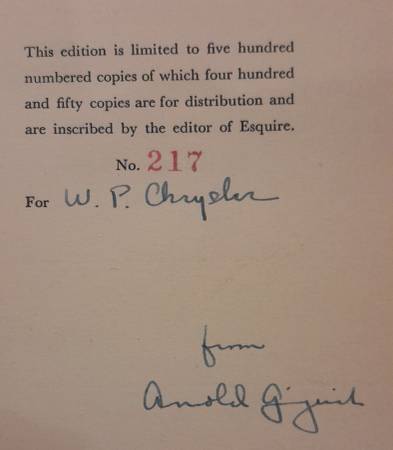 This edition is limited to five hundred
numbered copies of which four hundred
and fifty copies are for distribution and
are inscribed by the editor of Esquire.
No. 217
For W. P. Chrysler
from
Arnold Gingrich